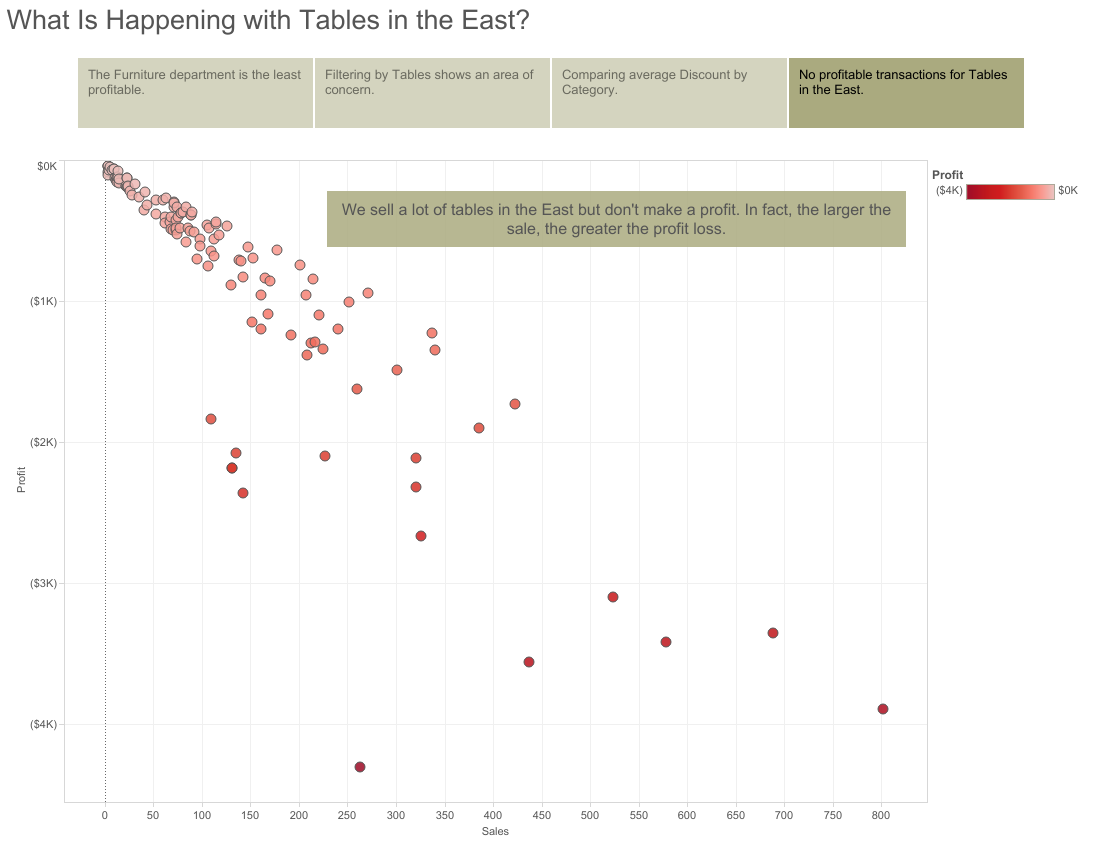 What Is Happening with Tables in the East?
The Furniture department is the least
profitable.
Filtering by Tables shows an area of
concern.
Comparing average Discount by
Category.
No profitable transactions for Tables
in the East.
We sell a lot of tables in the East but don't make a profit. In fact, the larger the
sale, the greater the profit loss.
Profit
($4K) $0K
Profit
$0K
($1K)
($2K)
($3K)
($4K)
0 50 100 150 200 250 300 350 400 450 500 550 600 650 700 750 800
Sales